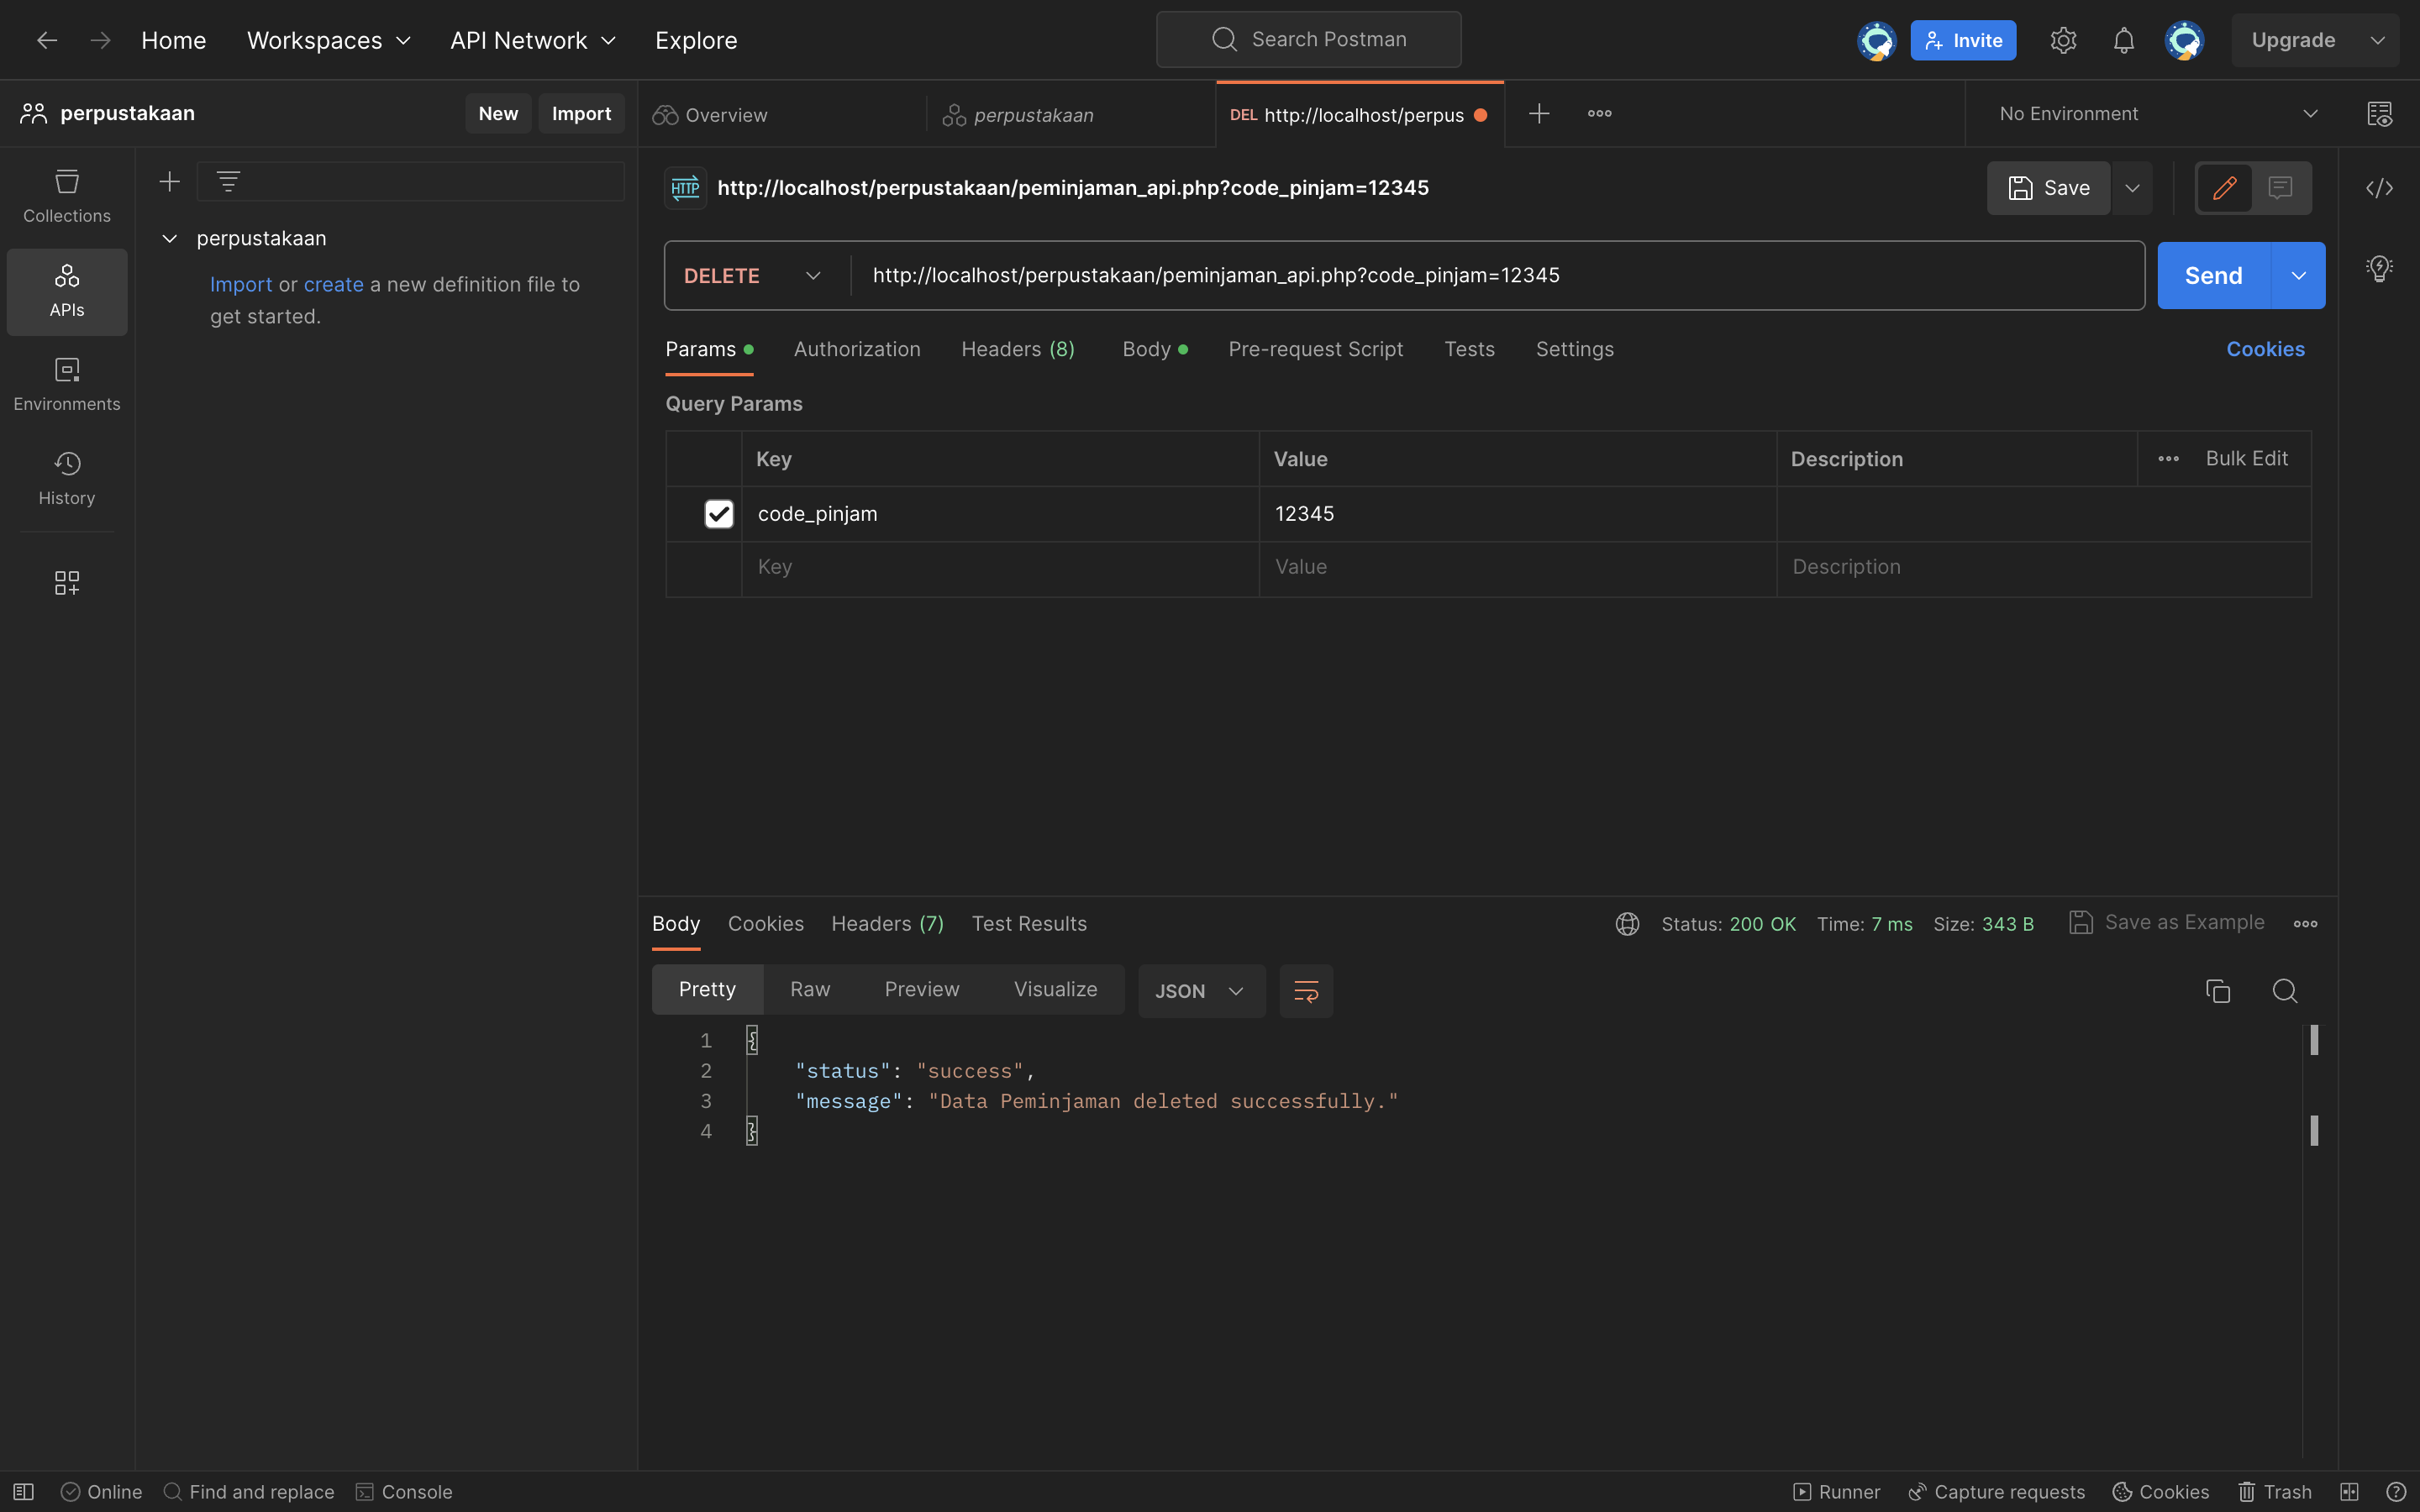 Home Workspaces API Network Explore Search Postman Invite Upgrade
perpustakaan New Import
Overview perpustakaan DEL http://localhost/perpus No Environment
Collections
APIs
Environments
History
perpustakaan
Import or create a new definition file to
get started.
HTTP http://localhost/perpustakaan/peminjaman_api.php?code_pinjam=12345 Save
DELETE http://localhost/perpustakaan/peminjaman_api.php?code_pinjam=12345 Send
Params Authorization Headers (8) Body Pre-request Script Tests Settings Cookies
Query Params
Key Value Description Bulk Edit
code_pinjam 12345
Key Value Description
Body Cookies Headers (7) Test Results Status: 200 OK Time: 7 ms Size: 343 B Save as Example
Pretty Raw Preview Visualize JSON
1 {
2 "status": "success",
3 "message": "Data Peminjaman deleted successfully."
4 }
Online Find and replace Console Runner Capture requests Cookies Trash